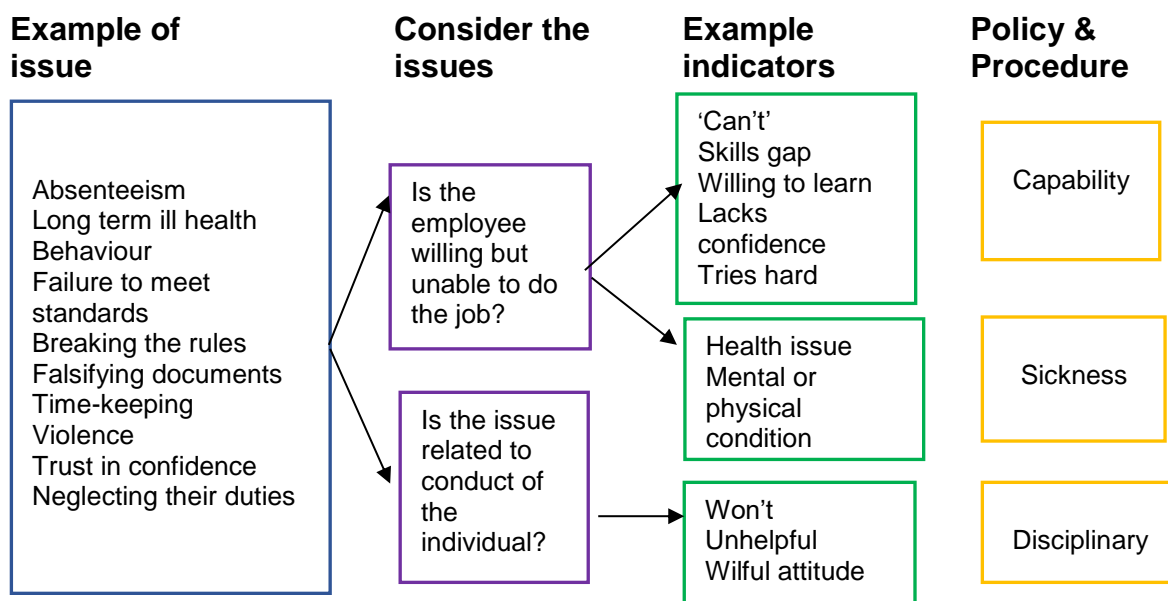 Example of
issue
Consider the
issues
Example
indicators
Policy &
Procedure
Absenteeism
Long term ill health
Behaviour
Failure to meet
standards
Breaking the rules
Falsifying documents
Time-keeping
Violence
Trust in confidence
Neglecting their duties
Is the
employee
willing but
unable to do
the job?
Is the issue
related to
conduct of
the
individual?
‘Can’t’
Skills gap
Willing to learn
Lacks
confidence
Tries hard
Health issue
Mental or
physical
condition
Won’t
Unhelpful
Wilful attitude
Capability
Sickness
Disciplinary